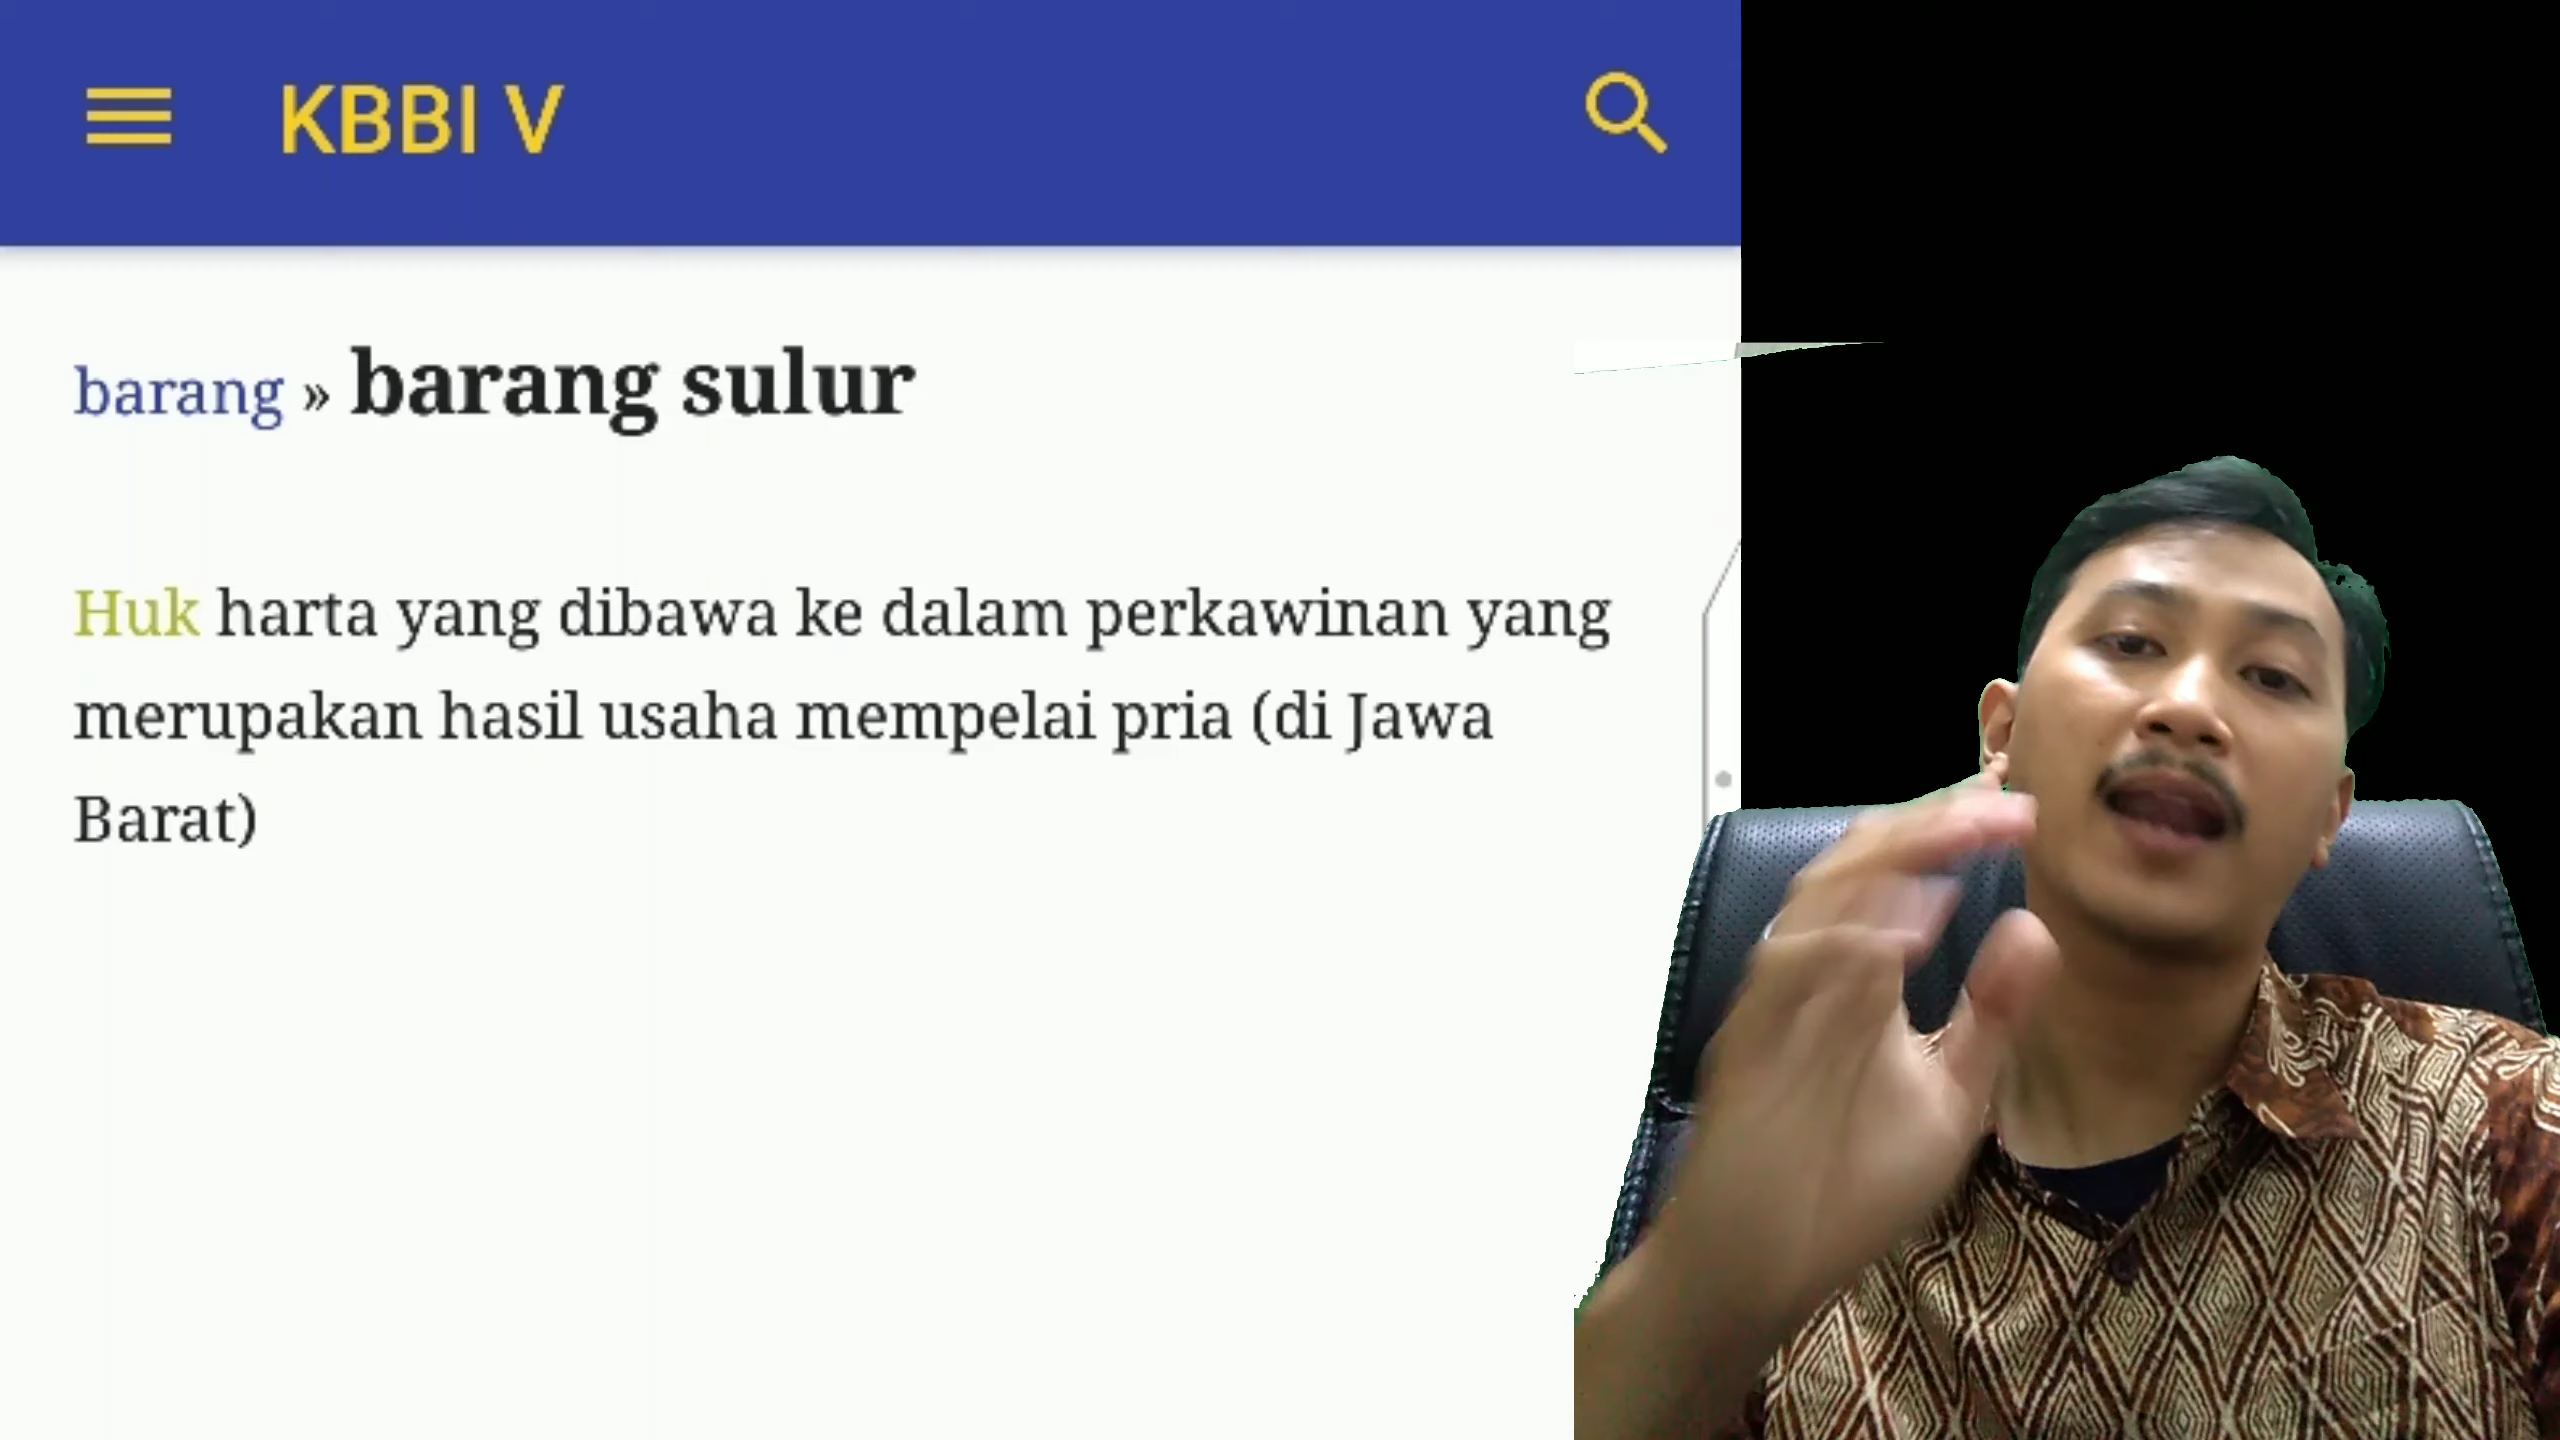 KBBI V
barang » barang sulur
Huk harta yang dibawa ke dalam perkawinan yang
merupakan hasil usaha mempelai pria (di Jawa
Barat)